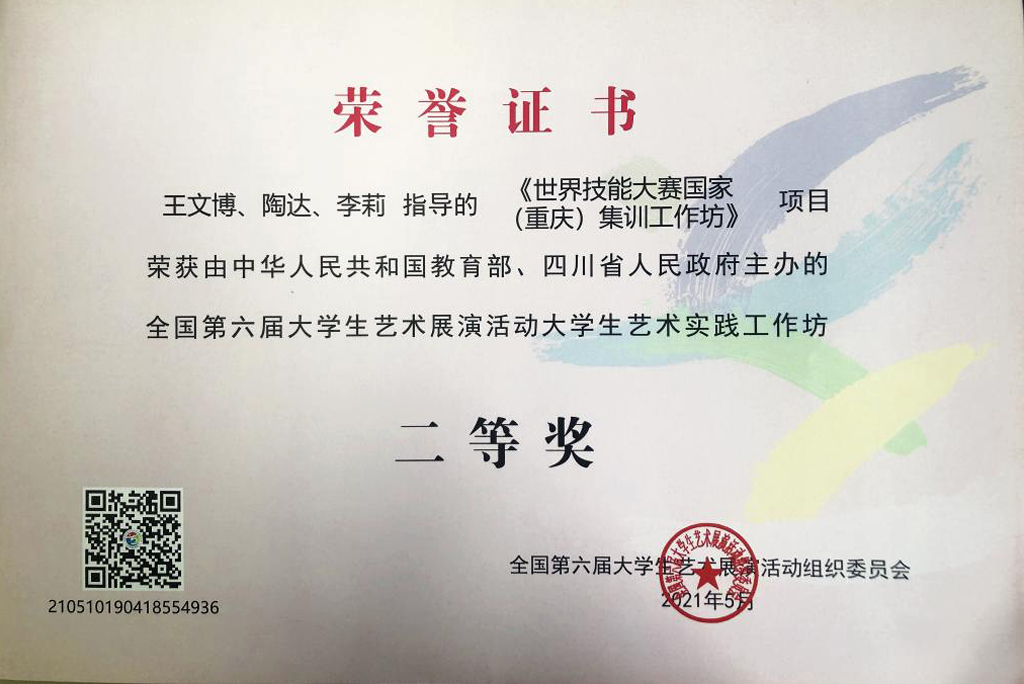 荣誉证书
王文博、陶达、李莉 指导的 《世界技能大赛国家（重庆）集训工作坊》 项目
荣获由中华人民共和国教育部、四川省人民政府主办的
全国第六届大学生艺术展演活动大学生艺术实践工作坊
二等奖
全国第六届大学生艺术展演活动组织委员会
2021年5月
210510190418554936